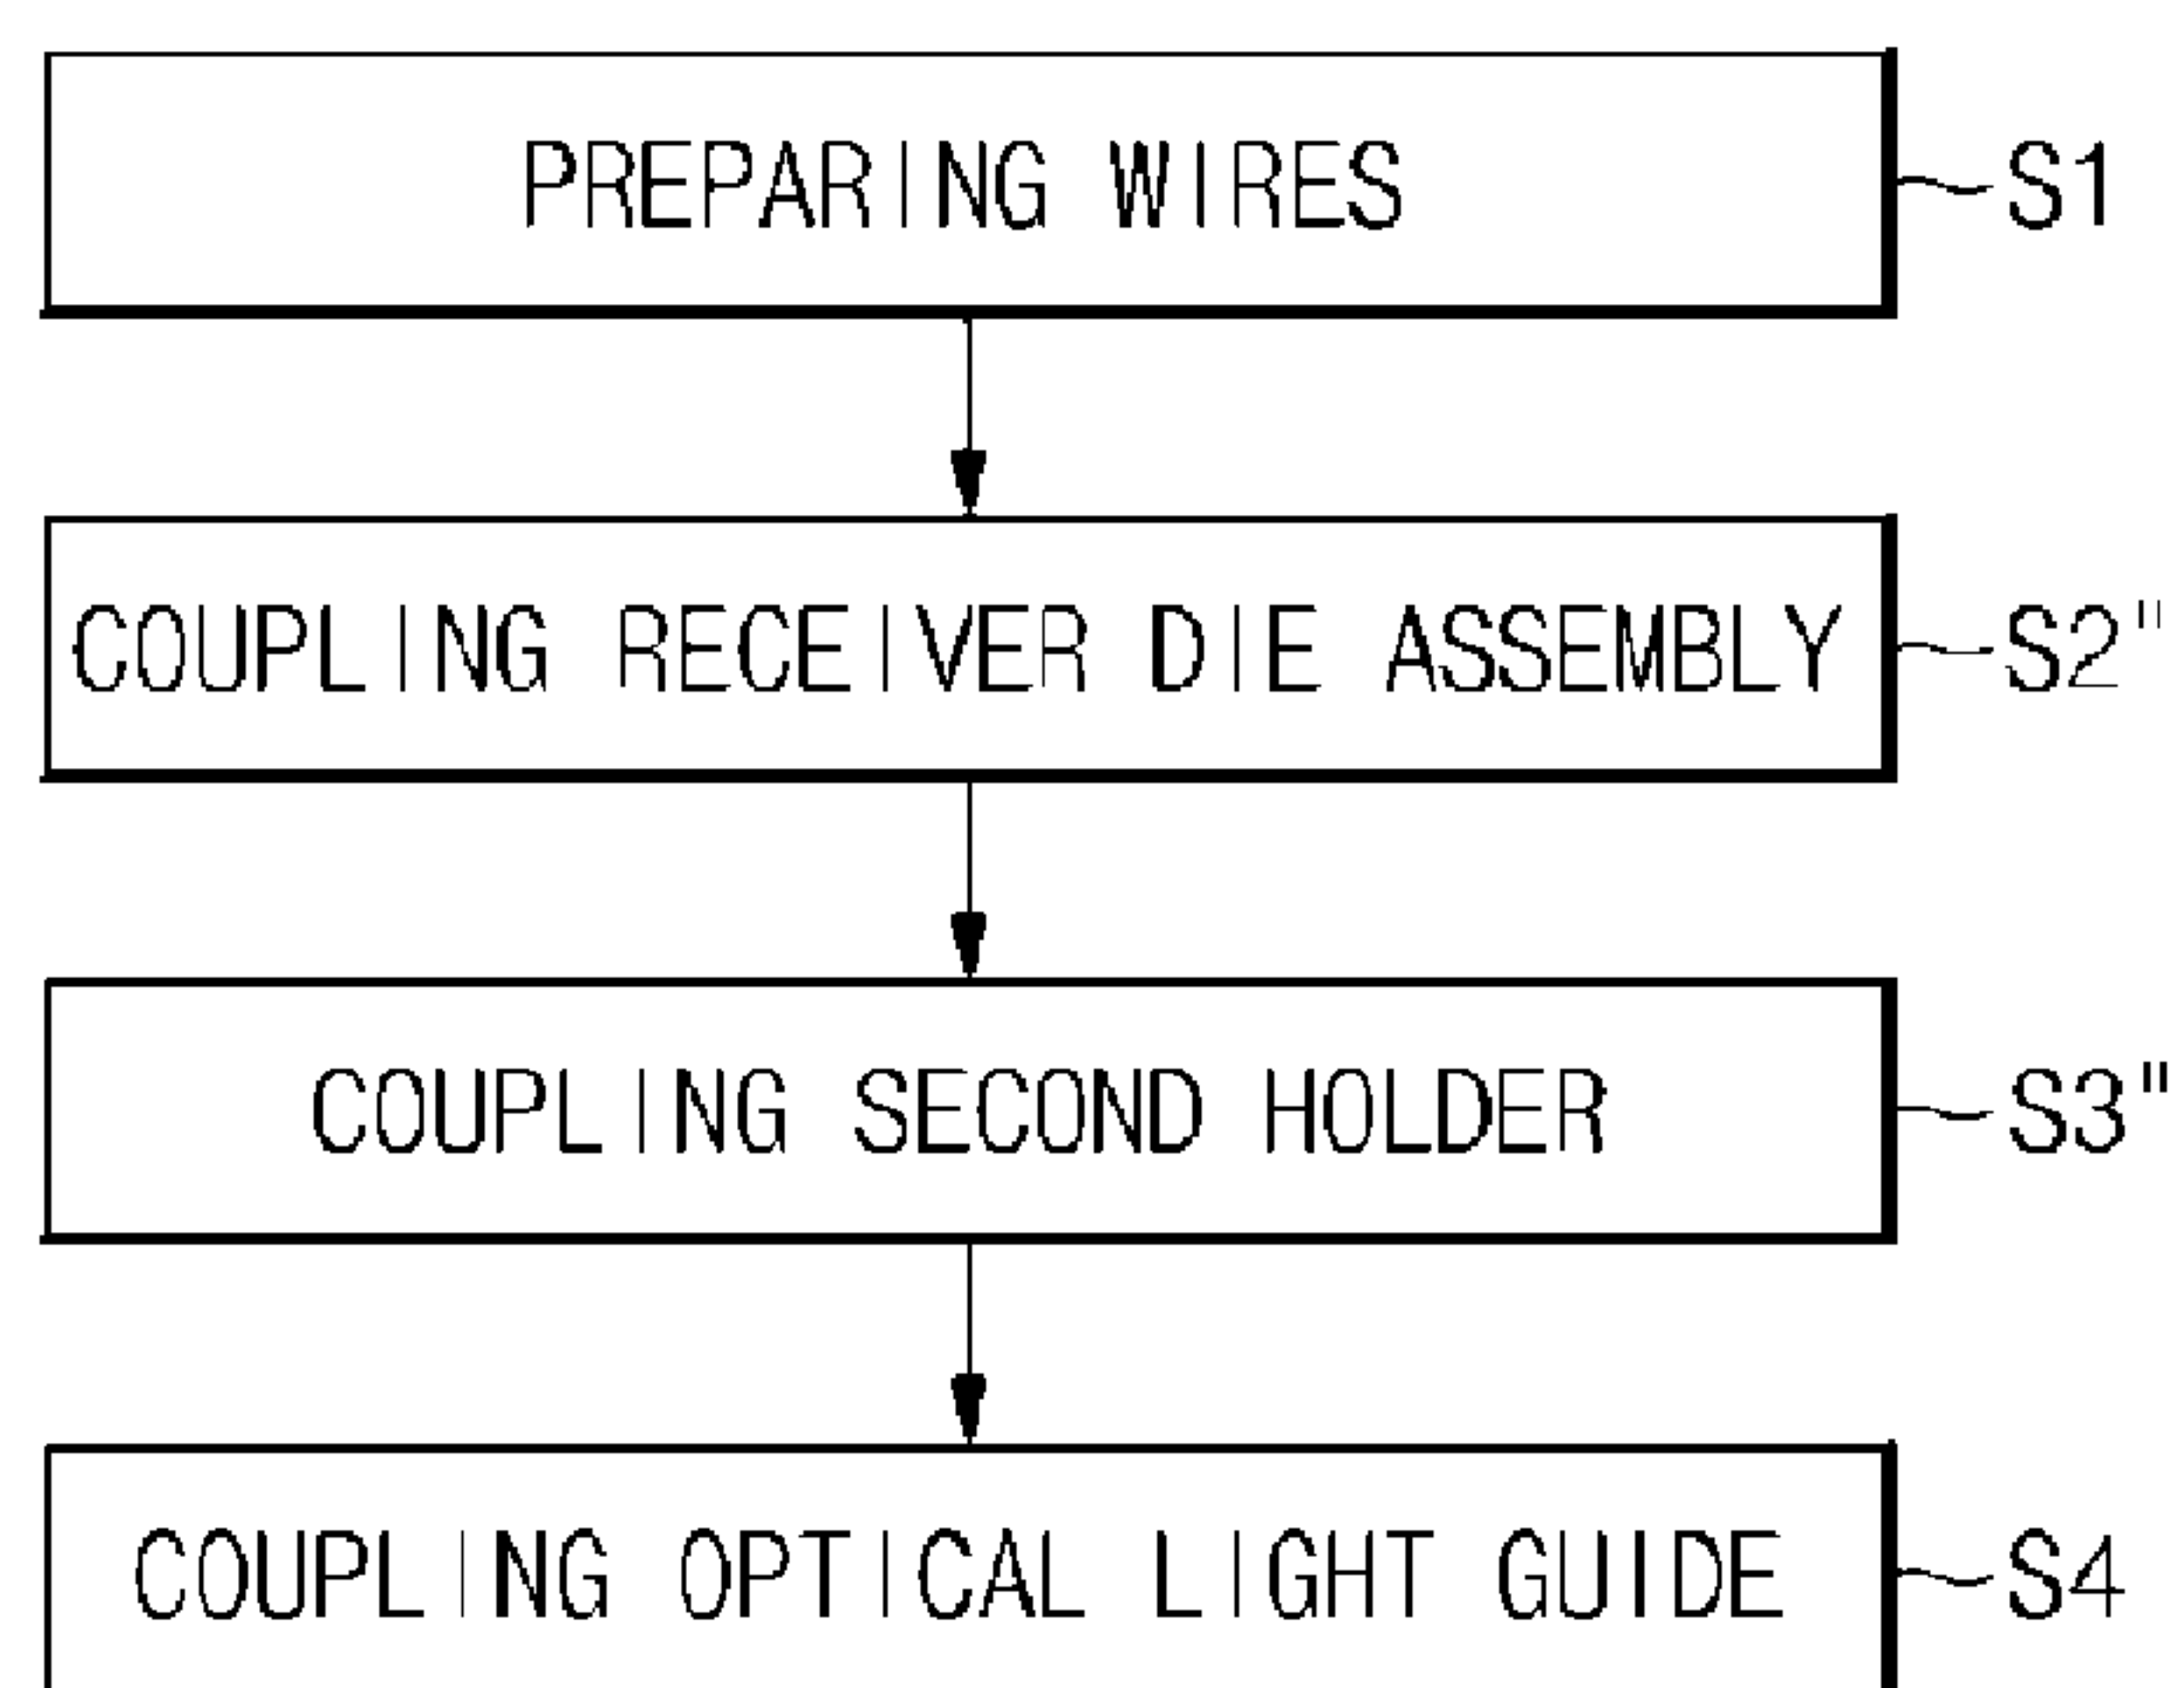 PREPARING WIRES S1
COUPLING RECEIVER DIE ASSEMBLY S2"
COUPLING SECOND HOLDER S3"
COUPLING OPTICAL LIGHT GUIDE S4